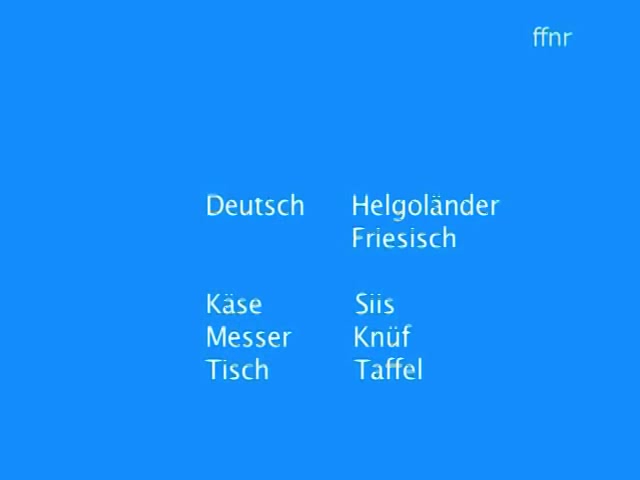 ffnr
Deutsch Helgoländer
Friesisch
Käse Siis
Messer Knüf
Tisch Taffel